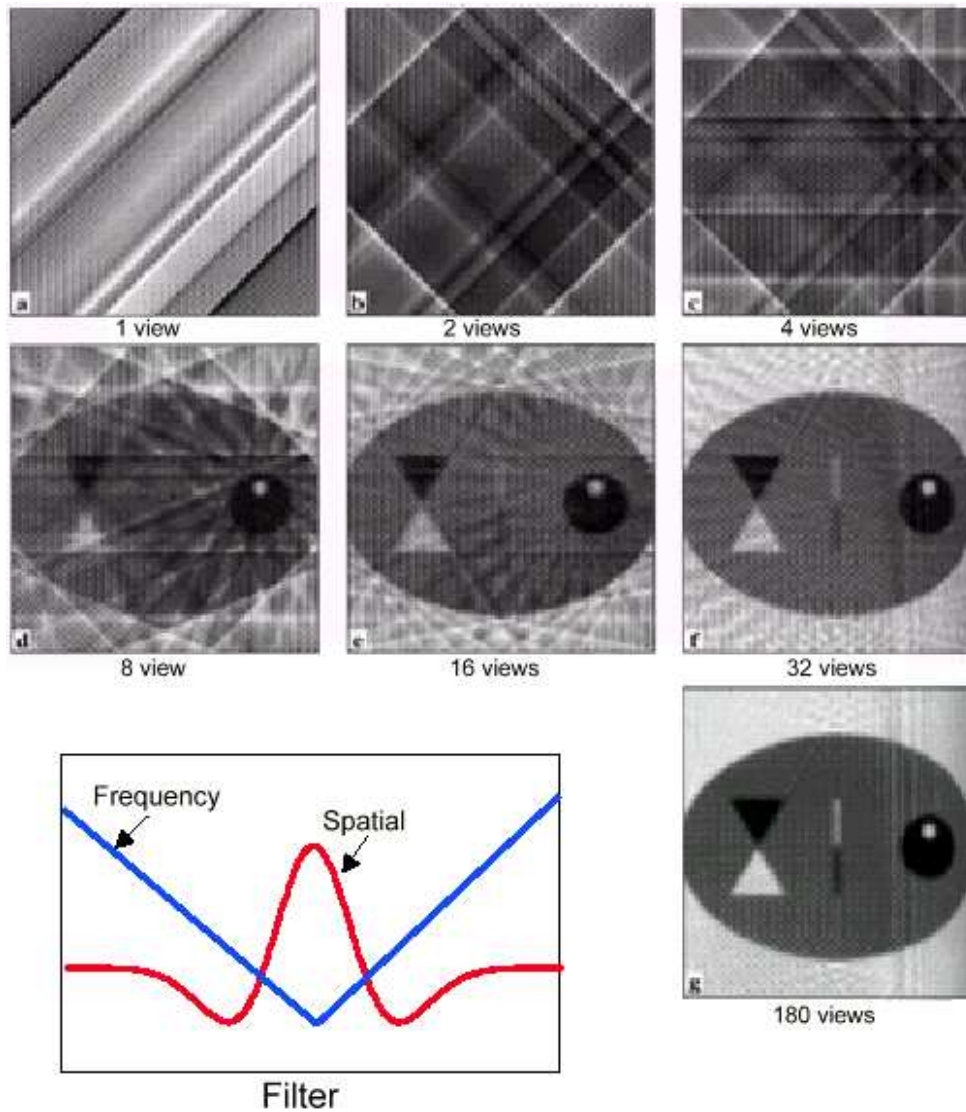 a
b
c
1 view
2 views
4 views
d
e
f
8 view
16 views
32 views
Frequency
Spatial
g
180 views
Filter